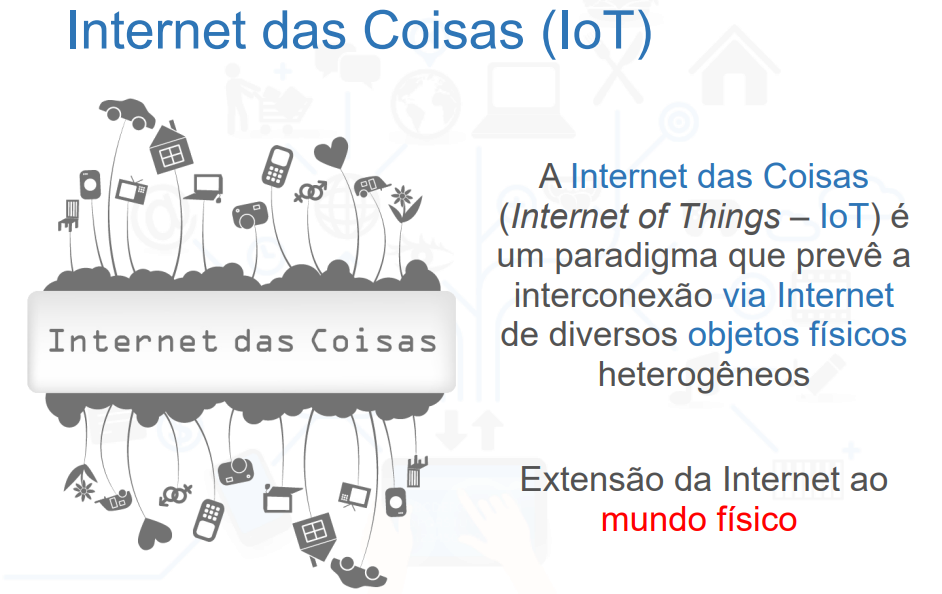 Internet das Coisas (IoT)
Internet das Coisas
A Internet das Coisas
(Internet of Things – IoT) é
um paradigma que prevê a
interconexão via Internet
de diversos objetos físicos
heterogêneos
Extensão da Internet ao
mundo físico